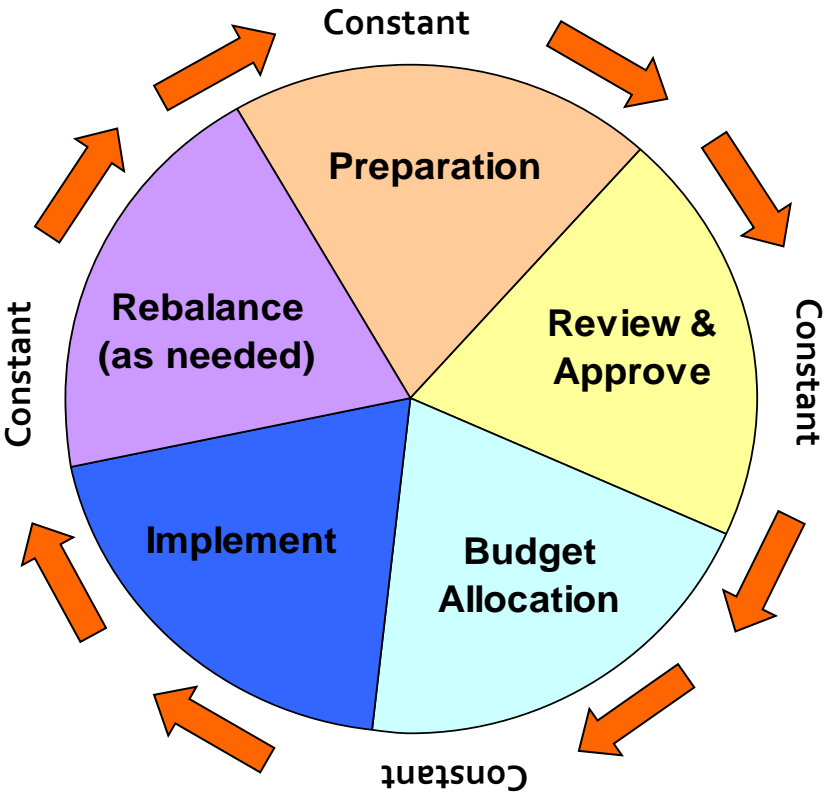 Constant
Preparation
Review &
Approve
Constant
Budget
Allocation
Constant
Implement
Rebalance
(as needed)
Constant